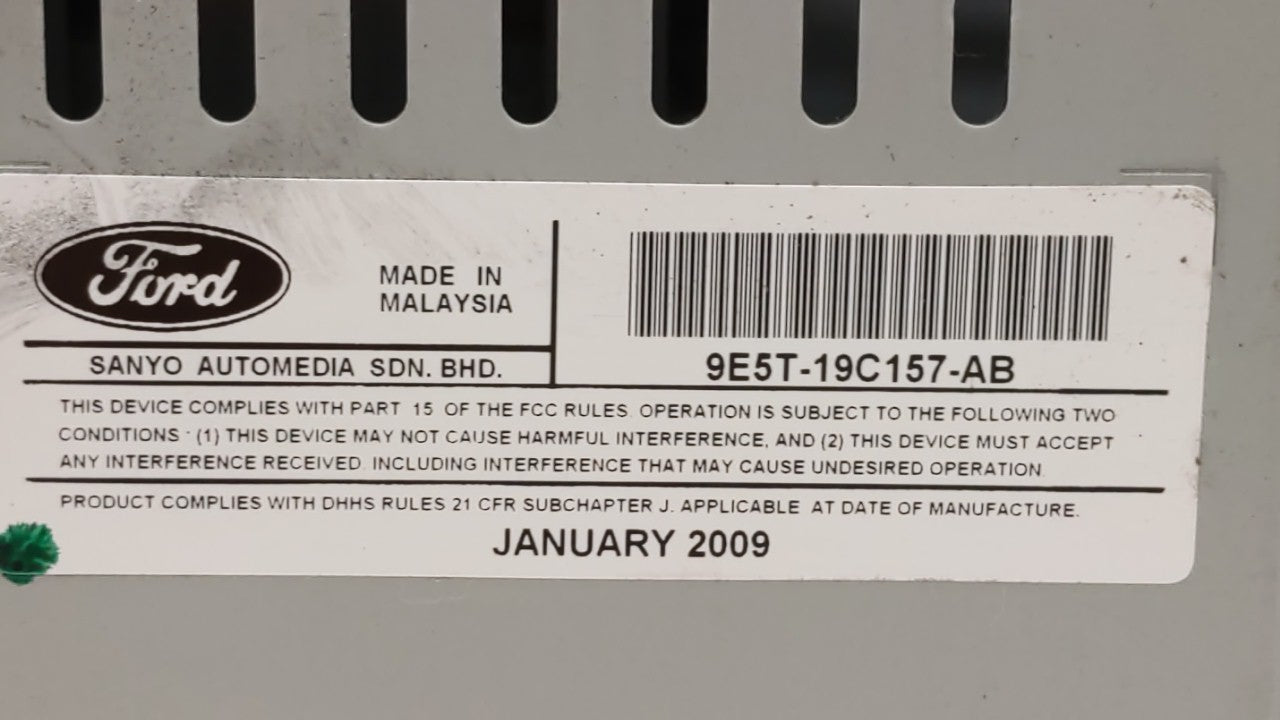 Ford
MADE IN
MALAYSIA
SANYO AUTOMEDIA SDN. BHD.
9E5T-19C157-AB
THIS DEVICE COMPLIES WITH PART 15 OF THE FCC RULES. OPERATION IS SUBJECT TO THE FOLLOWING TWO
CONDITIONS : (1) THIS DEVICE MAY NOT CAUSE HARMFUL INTERFERENCE, AND (2) THIS DEVICE MUST ACCEPT
ANY INTERFERENCE RECEIVED. INCLUDING INTERFERENCE THAT MAY CAUSE UNDESIRED OPERATION.
PRODUCT COMPLIES WITH DHHS RULES 21 CFR SUBCHAPTER J. APPLICABLE AT DATE OF MANUFACTURE.
JANUARY 2009